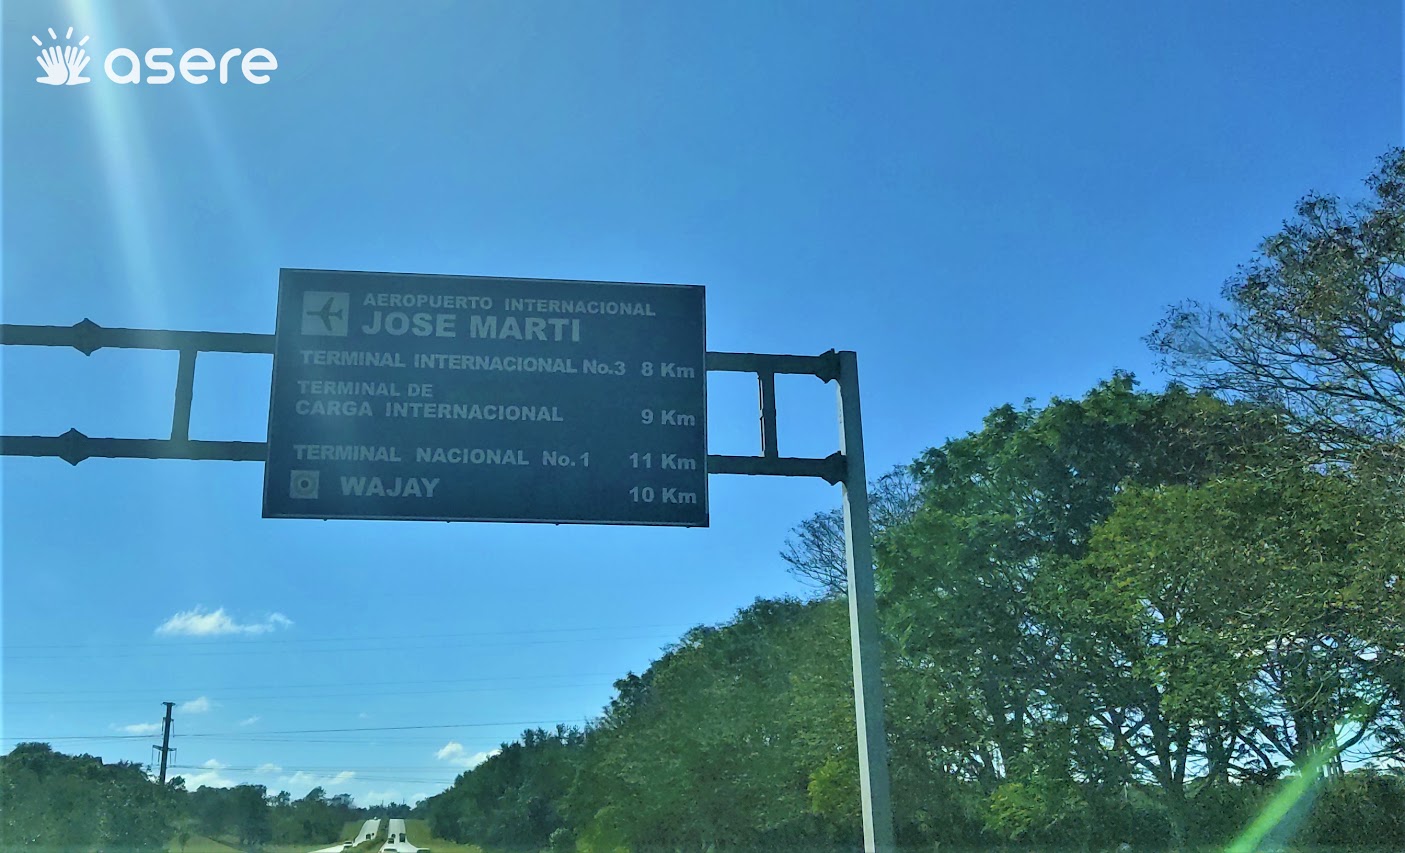 asere
AEROPUERTO INTERNACIONAL
JOSE MARTI
TERMINAL INTERNACIONAL No.3 8 Km
TERMINAL DE
CARGA INTERNACIONAL 9 Km
TERMINAL NACIONAL No.1 11 Km
WAJAY 10 Km